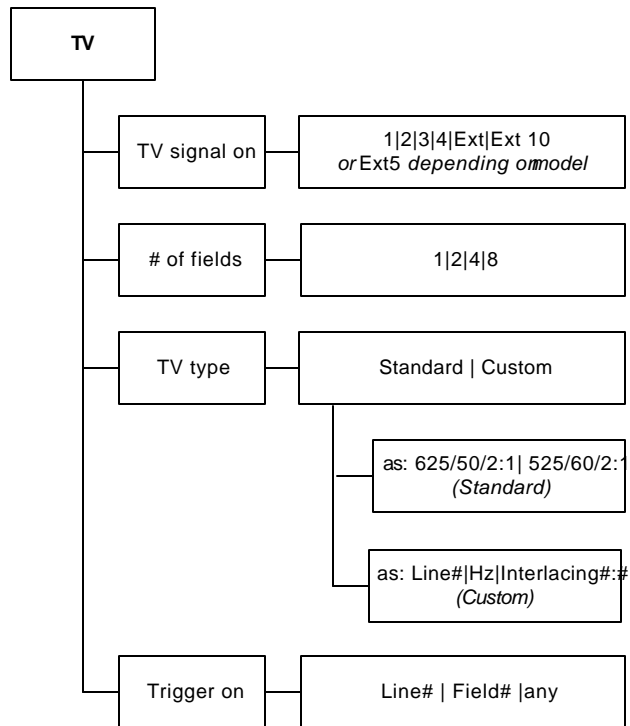 TV
TV signal on
1|2|3|4|Ext|Ext 10
or Ext5 depending on model
# of fields
1|2|4|8
TV type
Standard | Custom
as: 625/50/2:1| 525/60/2:1
(Standard)
as: Line#|Hz|Interlacing#:#
(Custom)
Trigger on
Line# | Field# |any